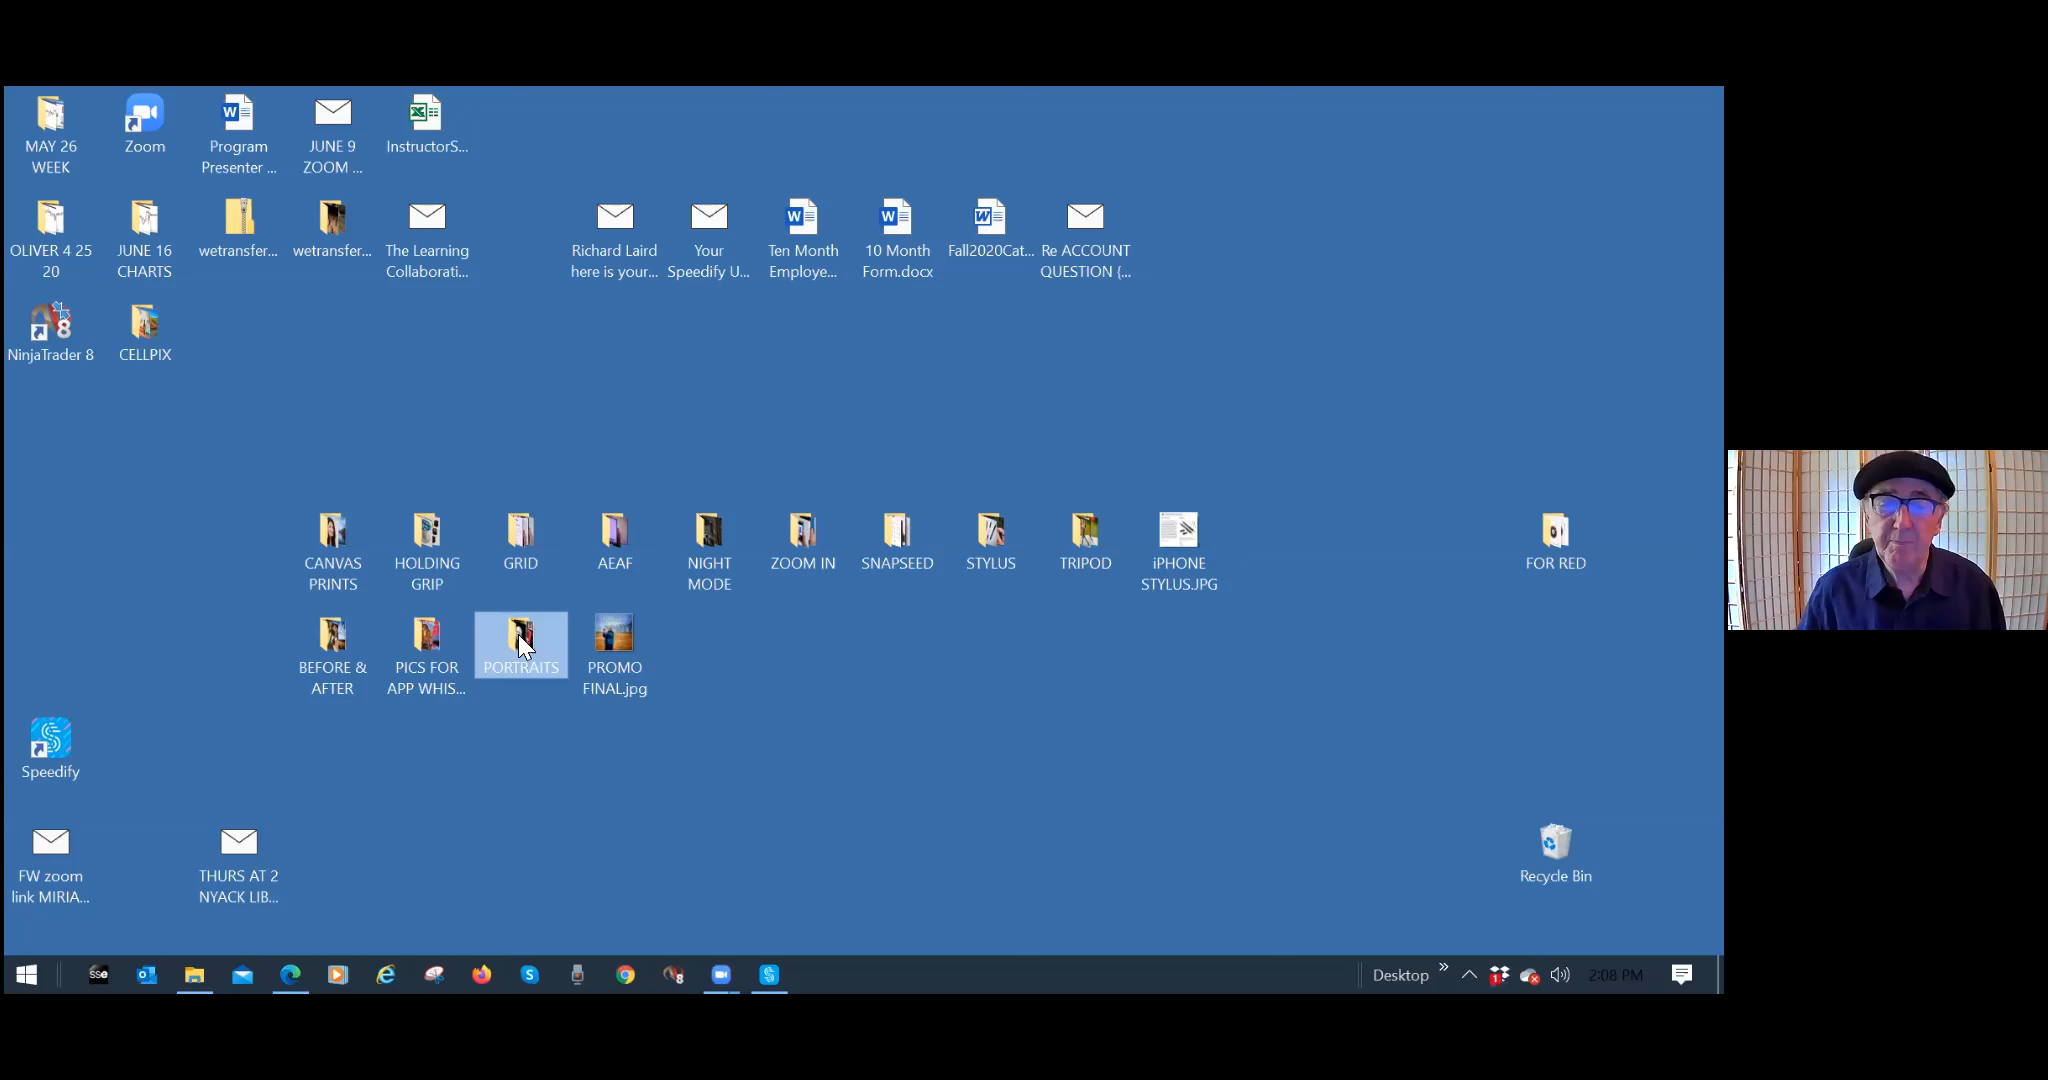 MAY 26
WEEK
Zoom
Program
Presenter ...
JUNE 9
ZOOM ...
InstructorS...
OLIVER 4 25
20
JUNE 16
CHARTS
wetransfer...
wetransfer...
The Learning
Collaborati...
Richard Laird
here is your...
Your
Speedify U...
Ten Month
Employe...
10 Month
Form.docx
Fall2020Cat...
Re ACCOUNT
QUESTION {...
NinjaTrader 8
CELLPIX
CANVAS
PRINTS
HOLDING
GRIP
GRID
AEAF
NIGHT
MODE
ZOOM IN
SNAPSEED
STYLUS
TRIPOD
iPHONE
STYLUS.JPG
FOR RED
BEFORE &
AFTER
PICS FOR
APP WHIS...
PORTRAITS
PROMO
FINAL.jpg
Speedify
FW zoom
link MIRIA...
THURS AT 2
NYACK LIB...
Recycle Bin
sse
Desktop
2:08 PM